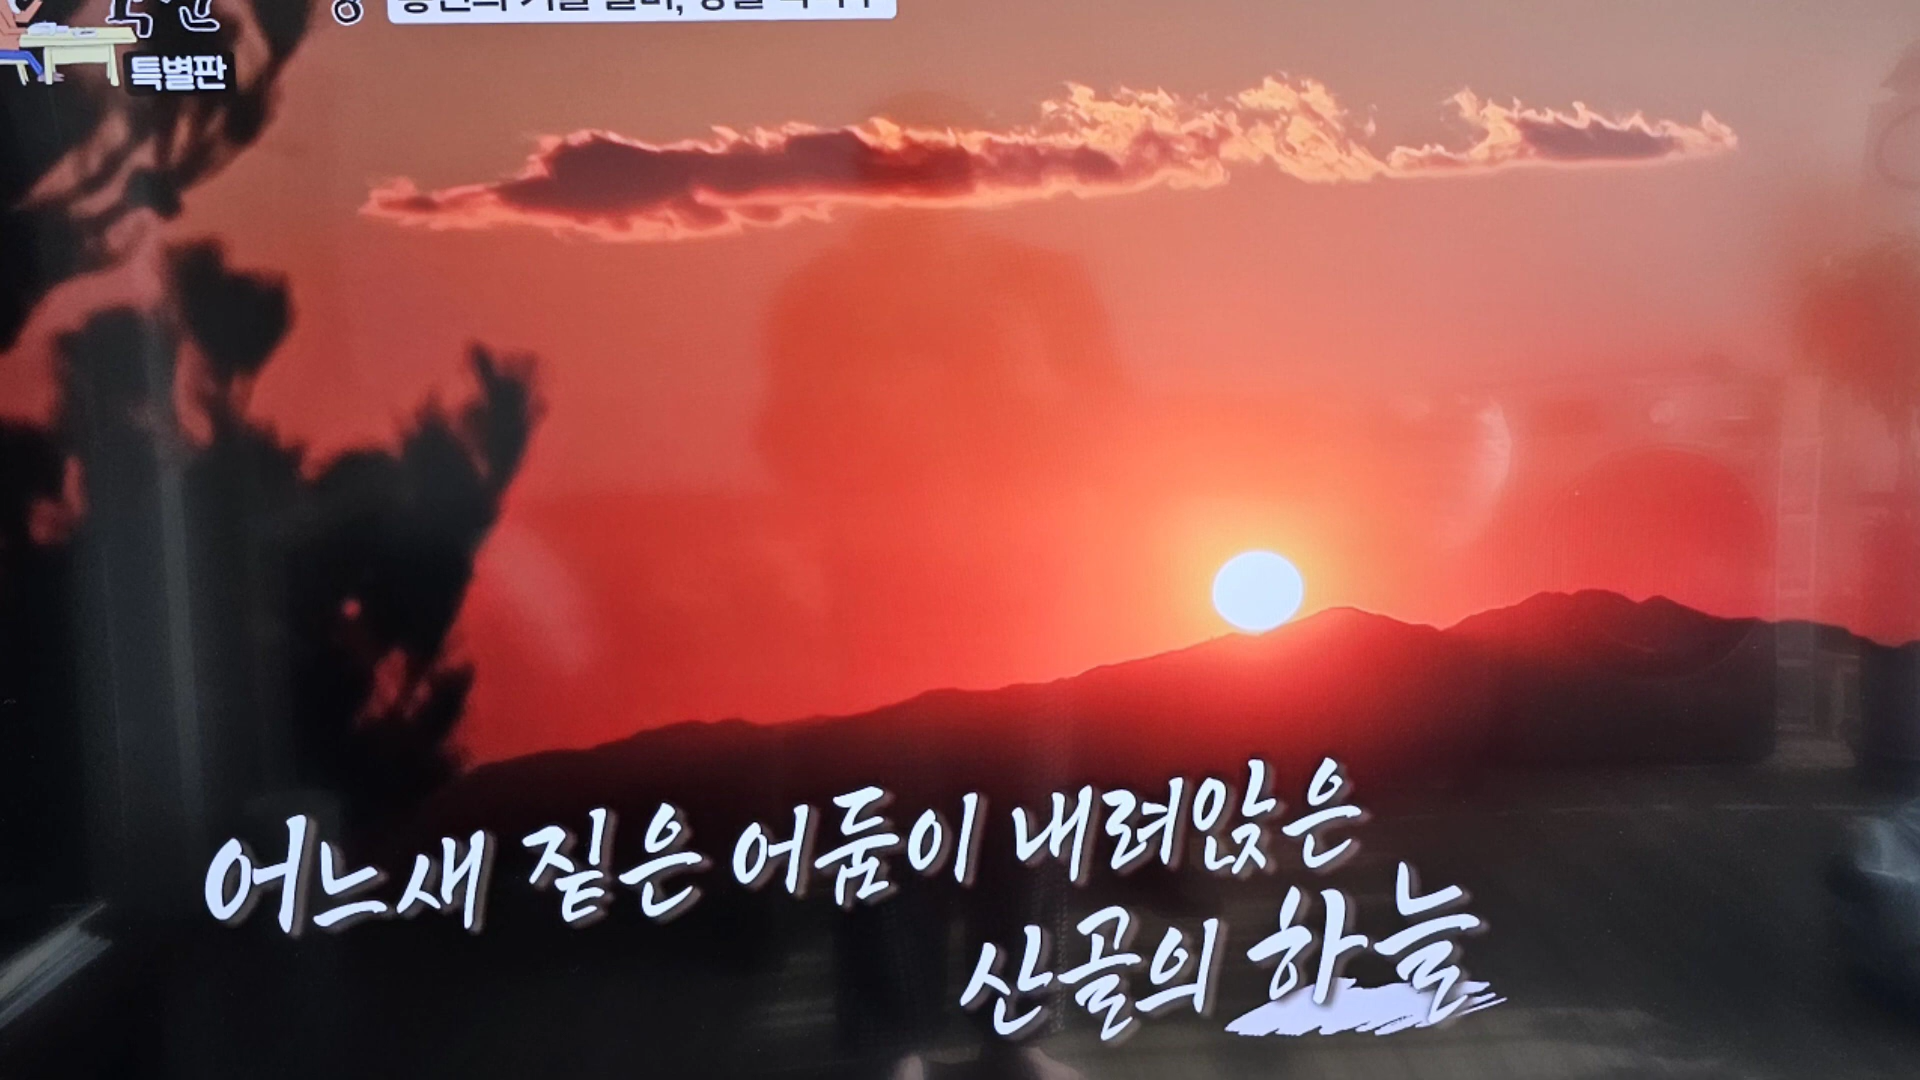 특별판
어느새 짙은 어둠이 내려앉은
산골의 하늘